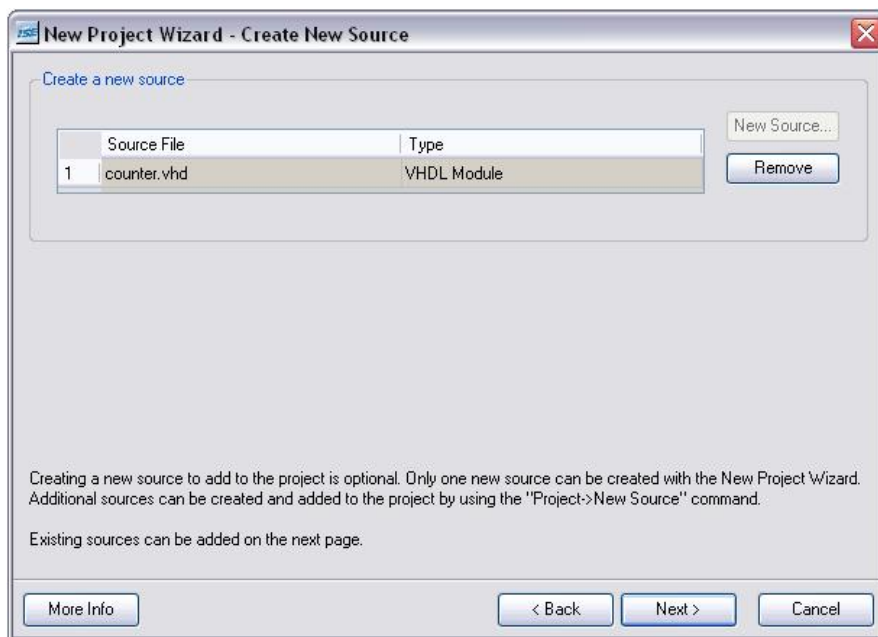 ISE New Project Wizard - Create New Source
Create a new source
Source File Type
New Source...
1 counter.vhd VHDL Module
Remove
Creating a new source to add to the project is optional. Only one new source can be created with the New Project Wizard.
Additional sources can be created and added to the project by using the "Project->New Source" command.
Existing sources can be added on the next page.
More Info < Back Next > Cancel